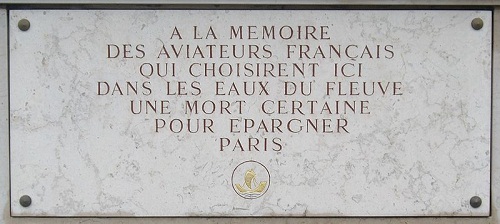 A LA MEMOIRE
DES AVIATEURS FRANÇAIS
QUI CHOISIRENT ICI
DANS LES EAUX DU FLEUVE
UNE MORT CERTAINE
POUR EPARGNER
PARIS